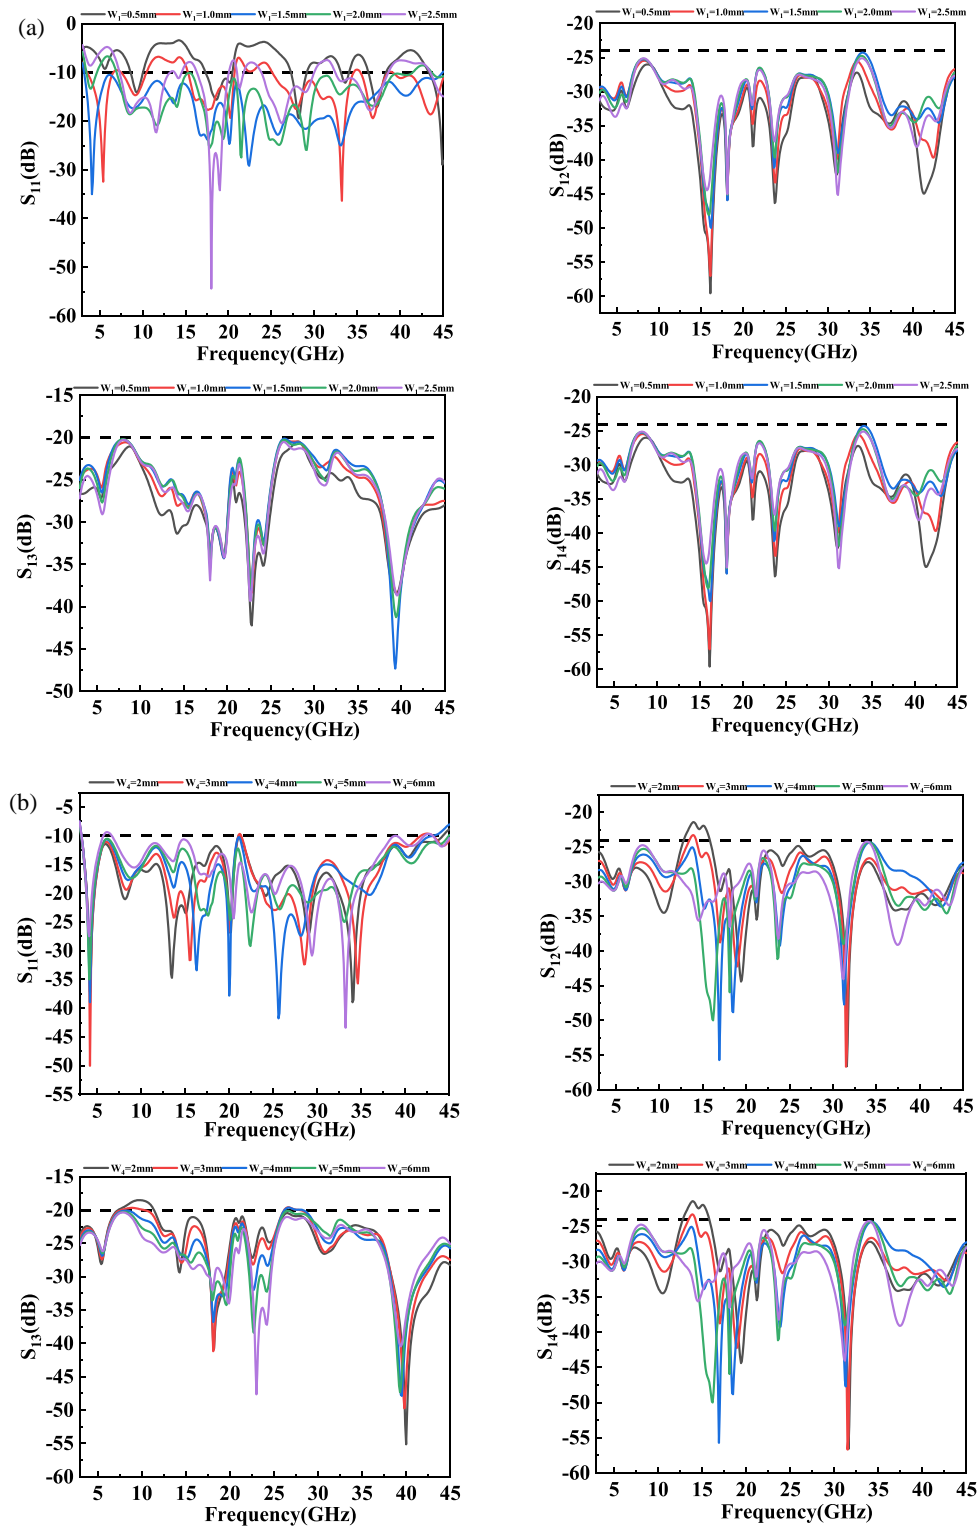 (a)
W1=0.5mm W1=1.0mm W1=1.5mm W1=2.0mm W1=2.5mm
0
-10
-20
-30
-40
-50
-60
S11(dB)
5 10 15 20 25 30 35 40 45
Frequency(GHz)
W1=0.5mm W1=1.0mm W1=1.5mm W1=2.0mm W1=2.5mm
-20
-25
-30
-35
-40
-45
-50
-55
-60
S12(dB)
5 10 15 20 25 30 35 40 45
Frequency(GHz)
W1=0.5mm W1=1.0mm W1=1.5mm W1=2.0mm W1=2.5mm
-15
-20
-25
-30
-35
-40
-45
-50
S13(dB)
5 10 15 20 25 30 35 40 45
Frequency(GHz)
W1=0.5mm W1=1.0mm W1=1.5mm W1=2.0mm W1=2.5mm
-20
-25
-30
-35
-40
-45
-50
-55
-60
S14(dB)
5 10 15 20 25 30 35 40 45
Frequency(GHz)
(b)
W4=2mm W4=3mm W4=4mm W4=5mm W4=6mm
-5
-10
-15
-20
-25
-30
-35
-40
-45
-50
-55
S11(dB)
5 10 15 20 25 30 35 40 45
Frequency(GHz)
W4=2mm W4=3mm W4=4mm W4=5mm W4=6mm
-20
-25
-30
-35
-40
-45
-50
-55
-60
S12(dB)
5 10 15 20 25 30 35 40 45
Frequency(GHz)
W4=2mm W4=3mm W4=4mm W4=5mm W4=6mm
-15
-20
-25
-30
-35
-40
-45
-50
-55
-60
S13(dB)
5 10 15 20 25 30 35 40 45
Frequency(GHz)
W4=2mm W4=3mm W4=4mm W4=5mm W4=6mm
-20
-25
-30
-35
-40
-45
-50
-55
-60
S14(dB)
5 10 15 20 25 30 35 40 45
Frequency(GHz)